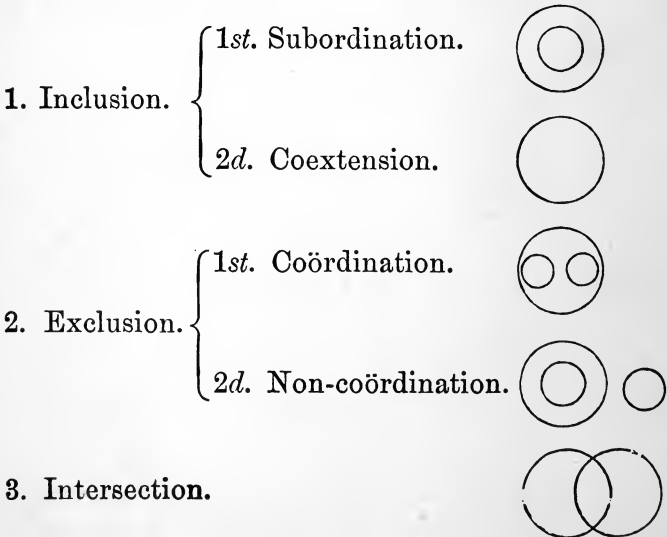 1st. Subordination.
1. Inclusion.
2d. Coextension.
1st. Coördination.
2. Exclusion.
2d. Non-coördination.
3. Intersection.